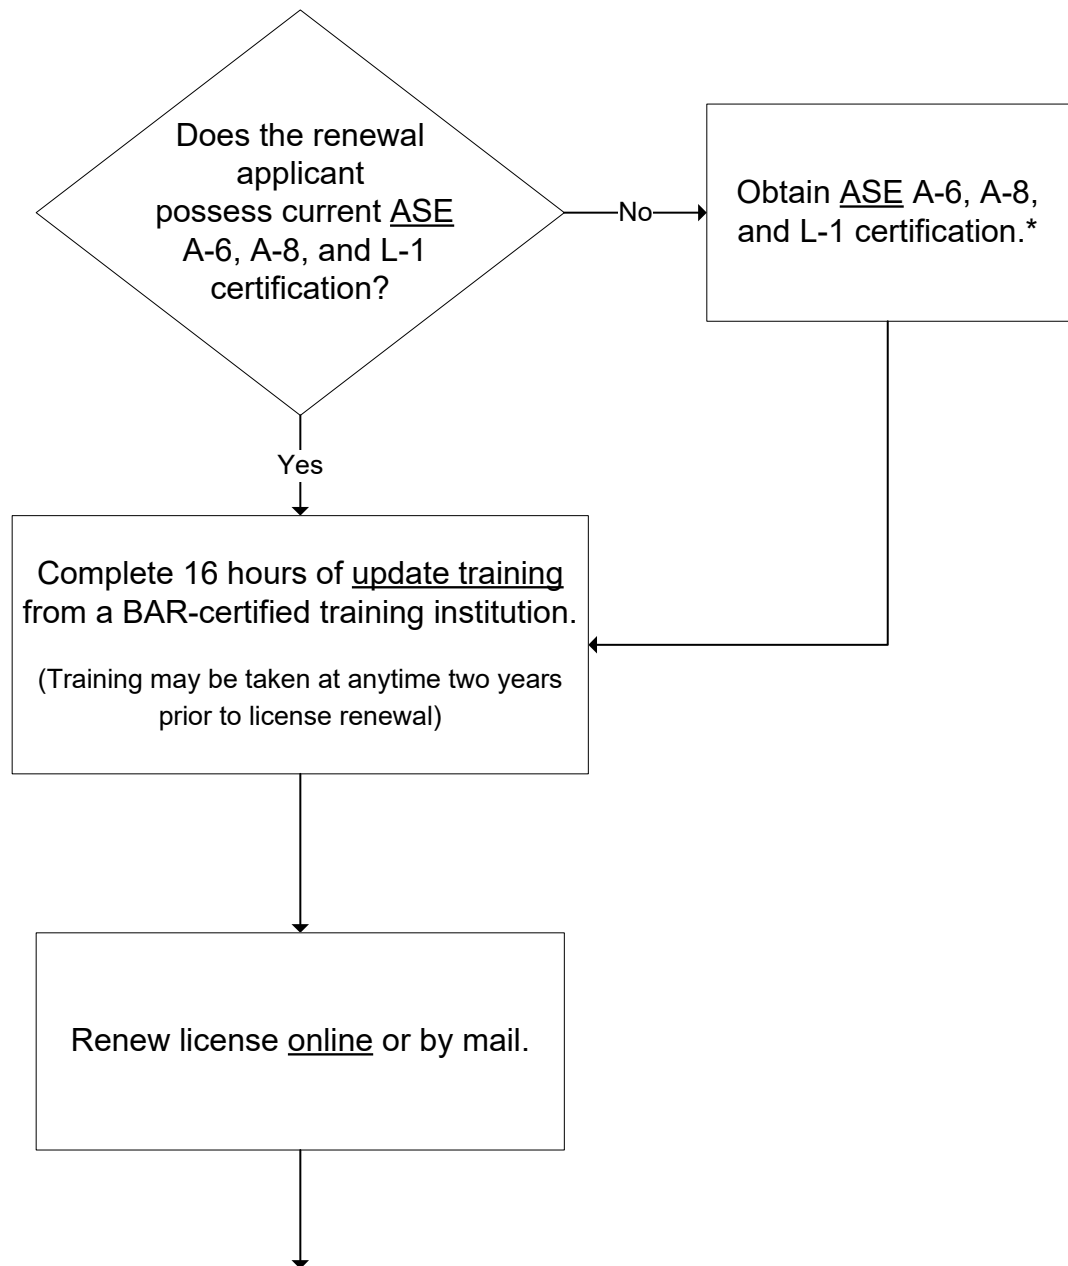 Does the renewal
applicant
possess current ASE
A-6, A-8, and L-1
certification?
No
Obtain ASE A-6, A-8,
and L-1 certification.*
Yes
Complete 16 hours of update training
from a BAR-certified training institution.
(Training may be taken at anytime two years
prior to license renewal)
Renew license online or by mail.